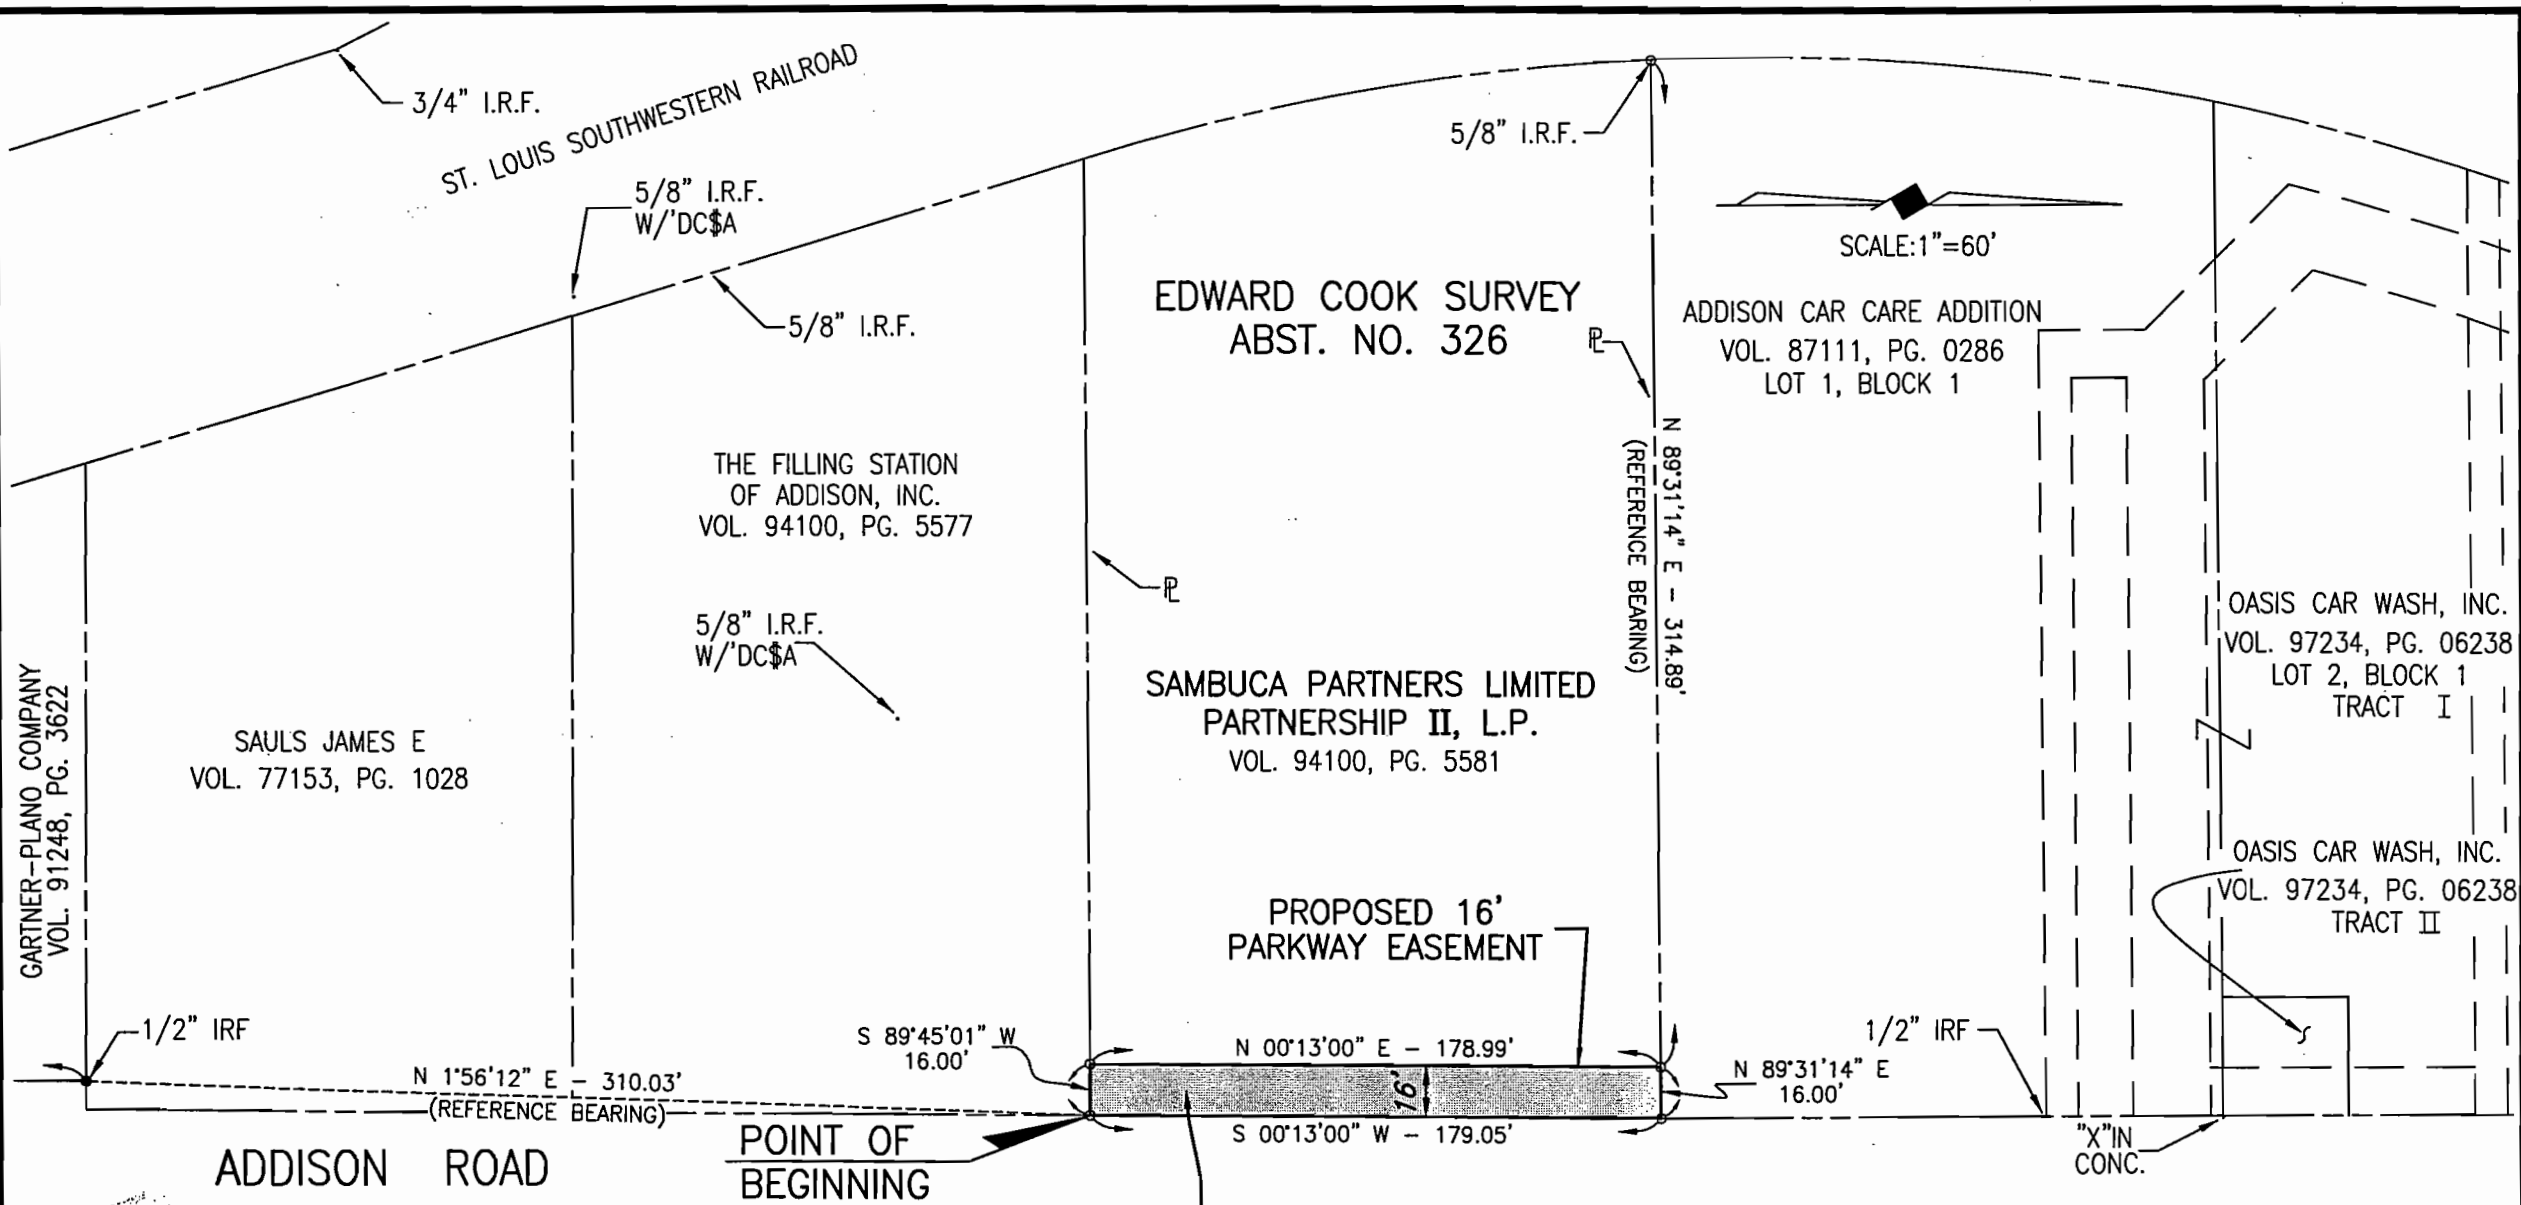 3/4" I.R.F.
ST. LOUIS SOUTHWESTERN RAILROAD
5/8" I.R.F.
W/'DC$A
5/8" I.R.F.
5/8" I.R.F.
SCALE:1"=60'
EDWARD COOK SURVEY
ABST. NO. 326
PL
ADDISON CAR CARE ADDITION
VOL. 87111, PG. 0286
LOT 1, BLOCK 1
N 89°31'14" E - 314.89'
(REFERENCE BEARING)
THE FILLING STATION
OF ADDISON, INC.
VOL. 94100, PG. 5577
PL
5/8" I.R.F.
W/'DC$A
OASIS CAR WASH, INC.
VOL. 97234, PG. 06238
LOT 2, BLOCK 1
TRACT I
SAMBUCA PARTNERS LIMITED
PARTNERSHIP II, L.P.
VOL. 94100, PG. 5581
GARTNER-PLANO COMPANY
VOL. 91248, PG. 3622
SAULS JAMES E
VOL. 77153, PG. 1028
OASIS CAR WASH, INC.
VOL. 97234, PG. 06238
TRACT II
PROPOSED 16'
PARKWAY EASEMENT
1/2" IRF
S 89°45'01" W
16.00'
N 00°13'00" E - 178.99'
1/2" IRF
N 89°31'14" E
16.00'
N 1°56'12" E - 310.03'
(REFERENCE BEARING)
16'
S 00°13'00" W - 179.05'
POINT OF
BEGINNING
ADDISON ROAD
"X"IN
CONC.